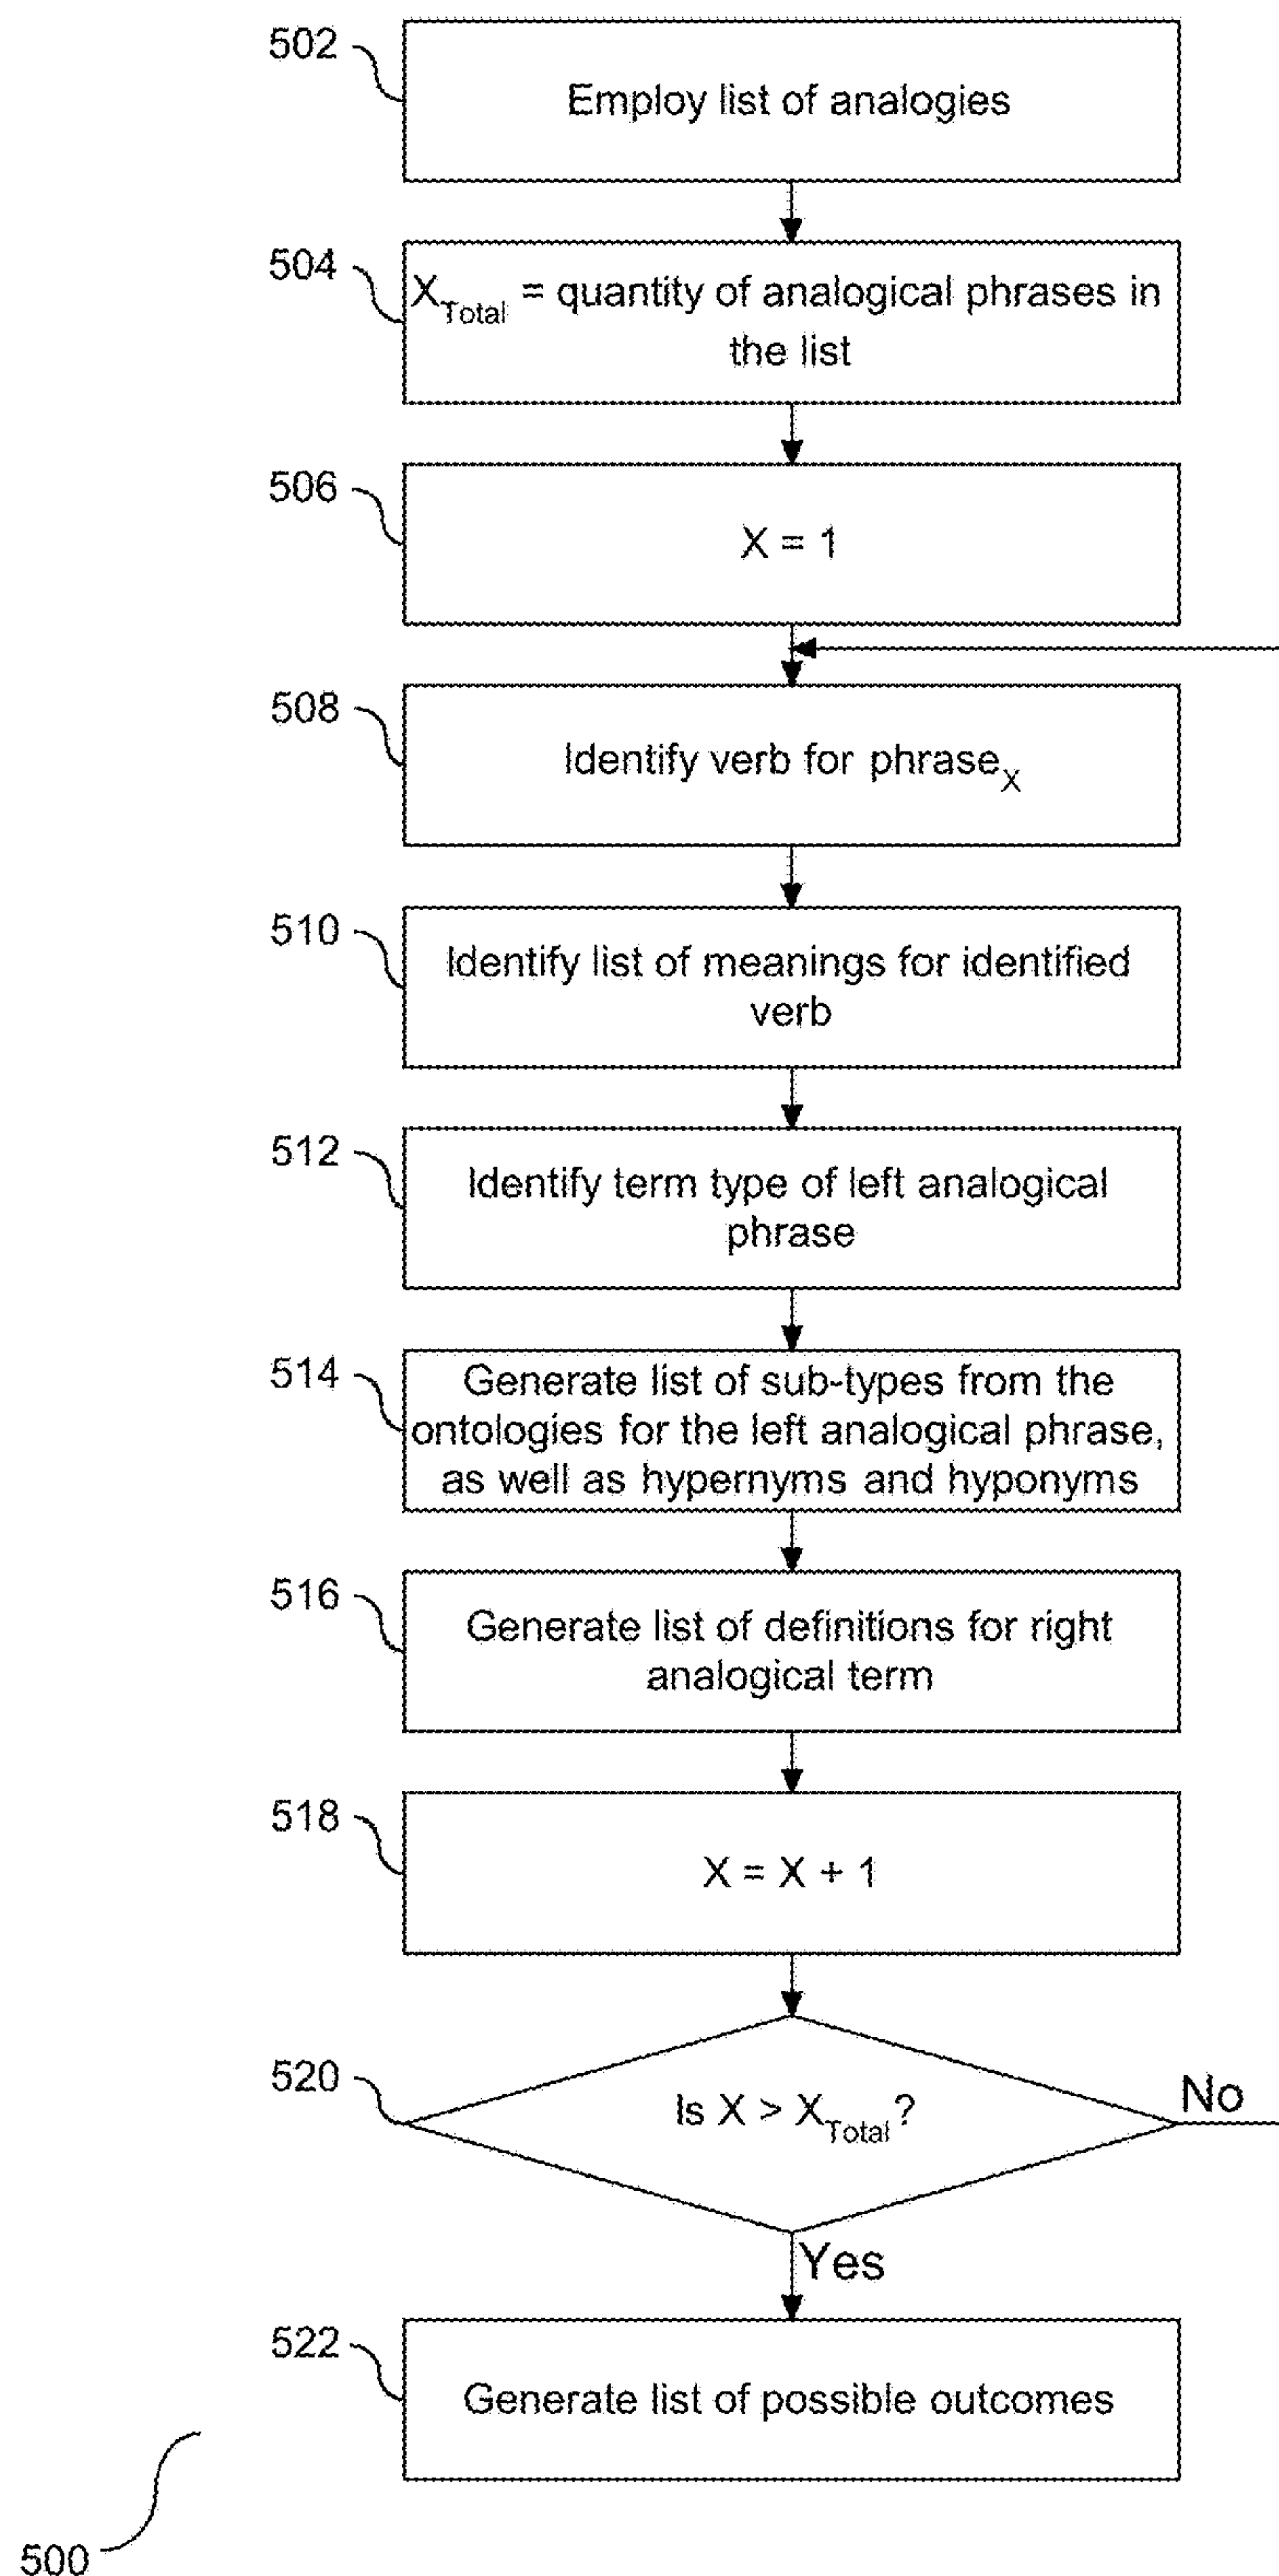 502
Employ list of analogies
504
X_Total = quantity of analogical phrases in
the list
506
X = 1
508
Identify verb for phrase_X
510
Identify list of meanings for identified
verb
512
Identify term type of left analogical
phrase
514
Generate list of sub-types from the
ontologies for the left analogical phrase,
as well as hypernyms and hyponyms
516
Generate list of definitions for right
analogical term
518
X = X + 1
520
Is X > X_Total?
No
Yes
522
Generate list of possible outcomes
500